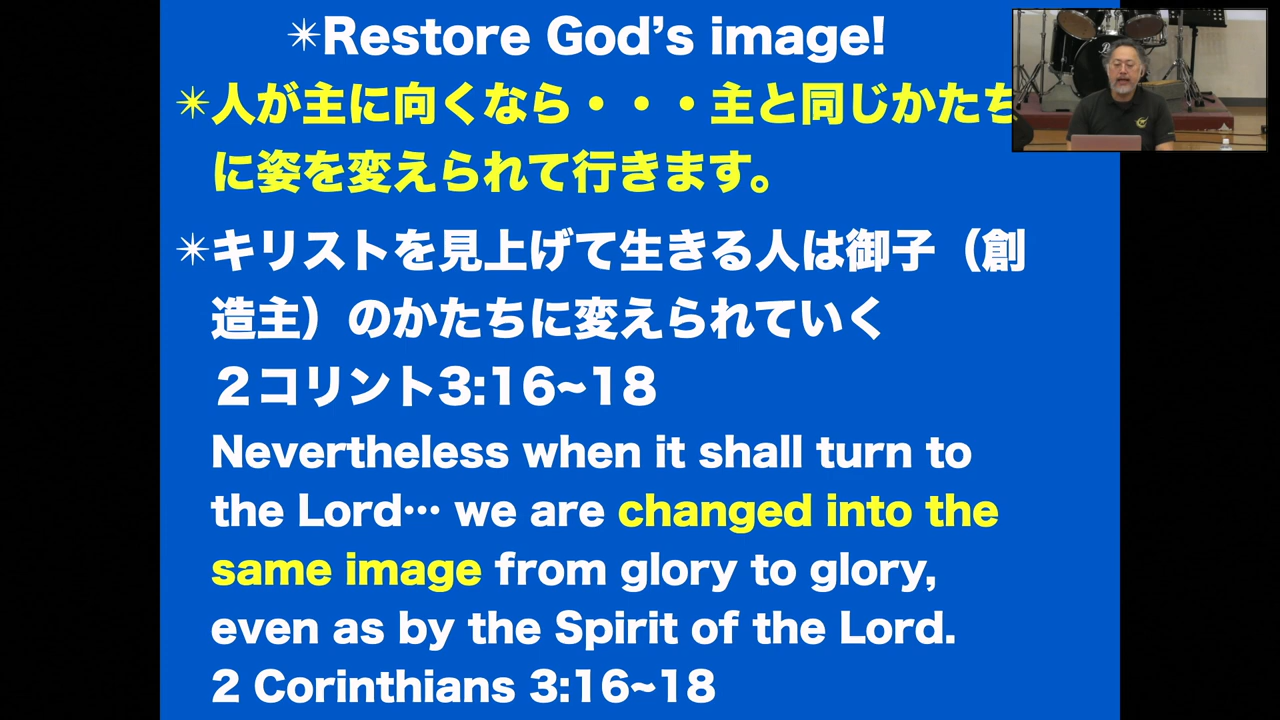 ✴Restore God’s image!
✴人が主に向くなら・・・主と同じかたち
に姿を変えられて行きます。
✴キリストを見上げて生きる人は御子（創
造主）のかたちに変えられていく
２コリント3:16~18
Nevertheless when it shall turn to
the Lord… we are changed into the
same image from glory to glory,
even as by the Spirit of the Lord.
2 Corinthians 3:16~18